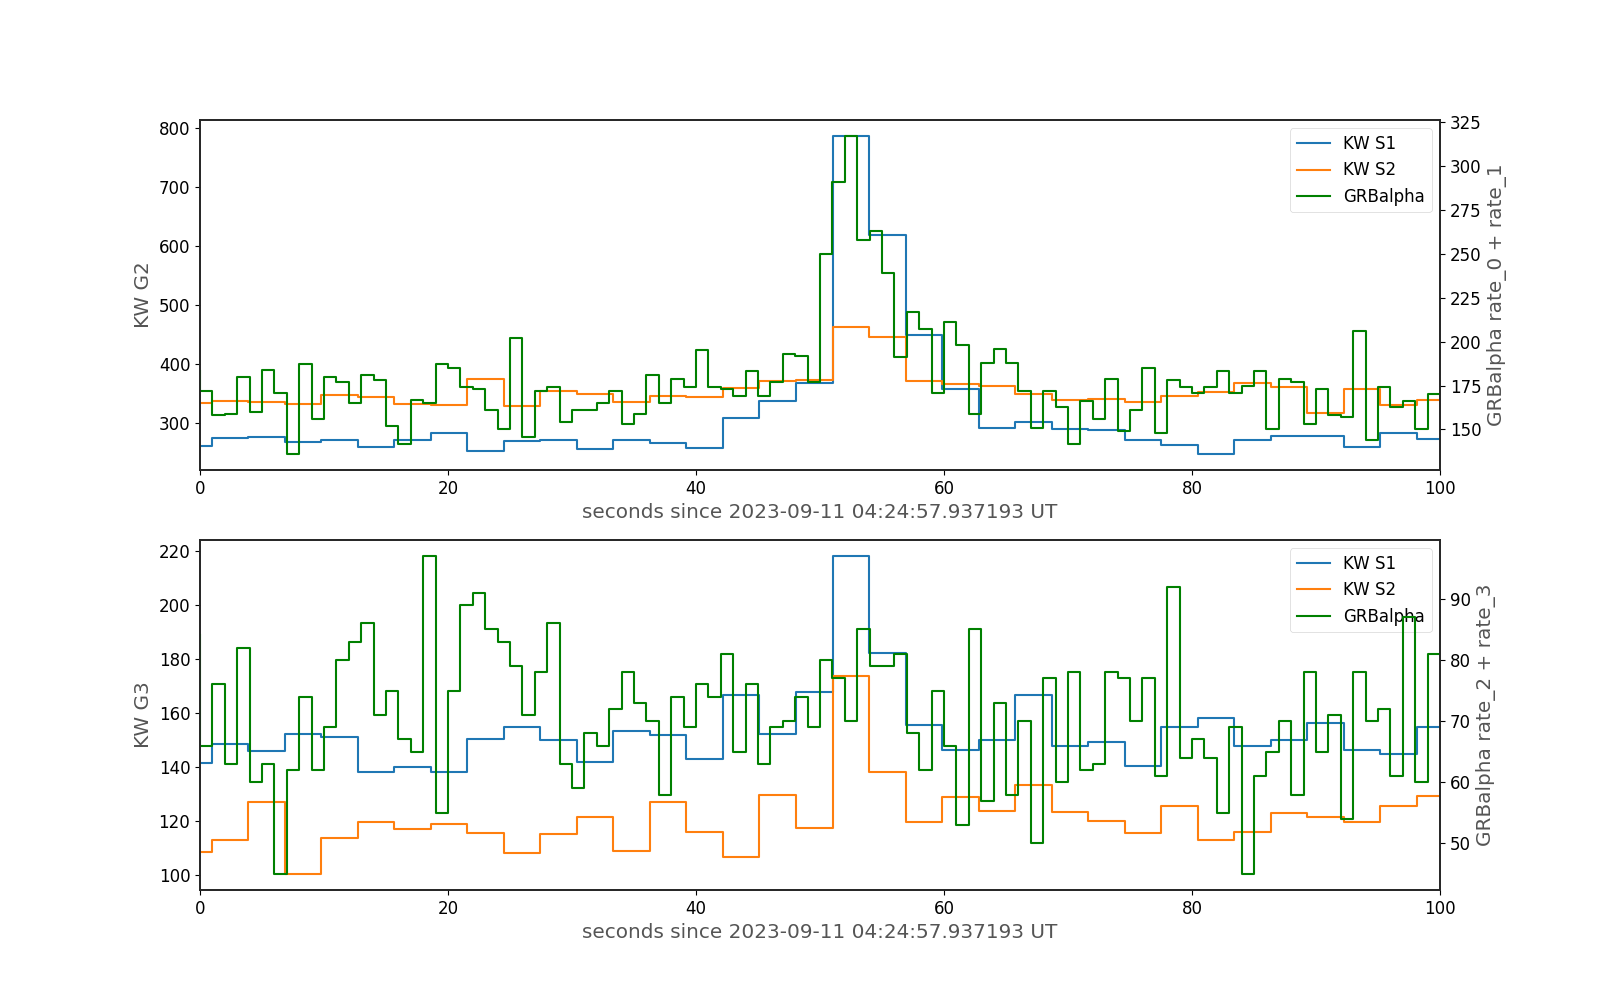 800
700
600
500
400
300
KW G2
325
300
275
250
225
200
175
150
GRBalpha rate_0 + rate_1
KW S1
KW S2
GRBalpha
0 20 40 60 80 100
seconds since 2023-09-11 04:24:57.937193 UT
220
200
180
160
140
120
100
KW G3
90
80
70
60
50
GRBalpha rate_2 + rate_3
KW S1
KW S2
GRBalpha
0 20 40 60 80 100
seconds since 2023-09-11 04:24:57.937193 UT